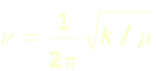 ν = 1 / 2π √k / μ